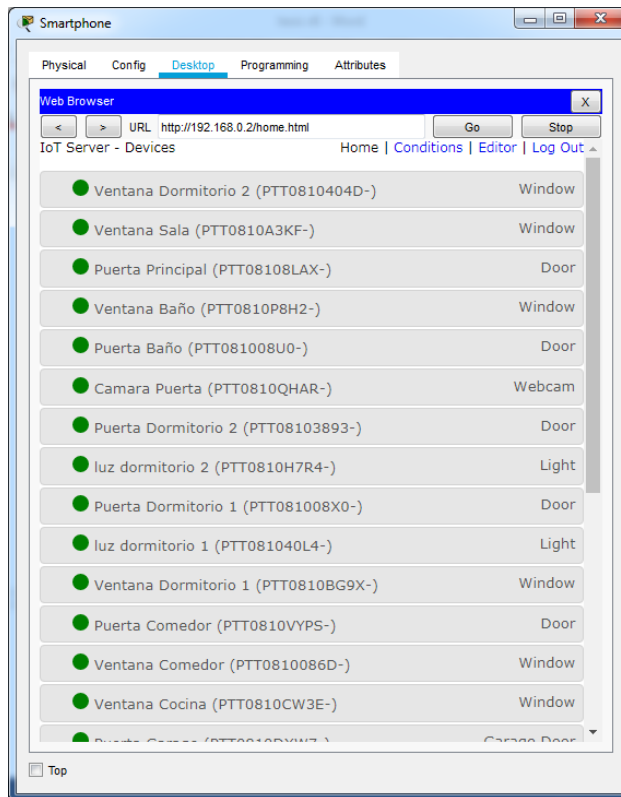 Smartphone
Physical Config Desktop Programming Attributes
Web Browser X
< > URL http://192.168.0.2/home.html Go Stop
IoT Server - Devices Home | Conditions | Editor | Log Out
Ventana Dormitorio 2 (PTT0810404D-) Window
Ventana Sala (PTT0810A3KF-) Window
Puerta Principal (PTT08108LAX-) Door
Ventana Baño (PTT0810P8H2-) Window
Puerta Baño (PTT081008U0-) Door
Camara Puerta (PTT0810QHAR-) Webcam
Puerta Dormitorio 2 (PTT08103893-) Door
luz dormitorio 2 (PTT0810H7R4-) Light
Puerta Dormitorio 1 (PTT081008X0-) Door
luz dormitorio 1 (PTT081040L4-) Light
Ventana Dormitorio 1 (PTT0810BG9X-) Window
Puerta Comedor (PTT0810VYPS-) Door
Ventana Comedor (PTT0810086D-) Window
Ventana Cocina (PTT0810CW3E-) Window
Garage Door
Top